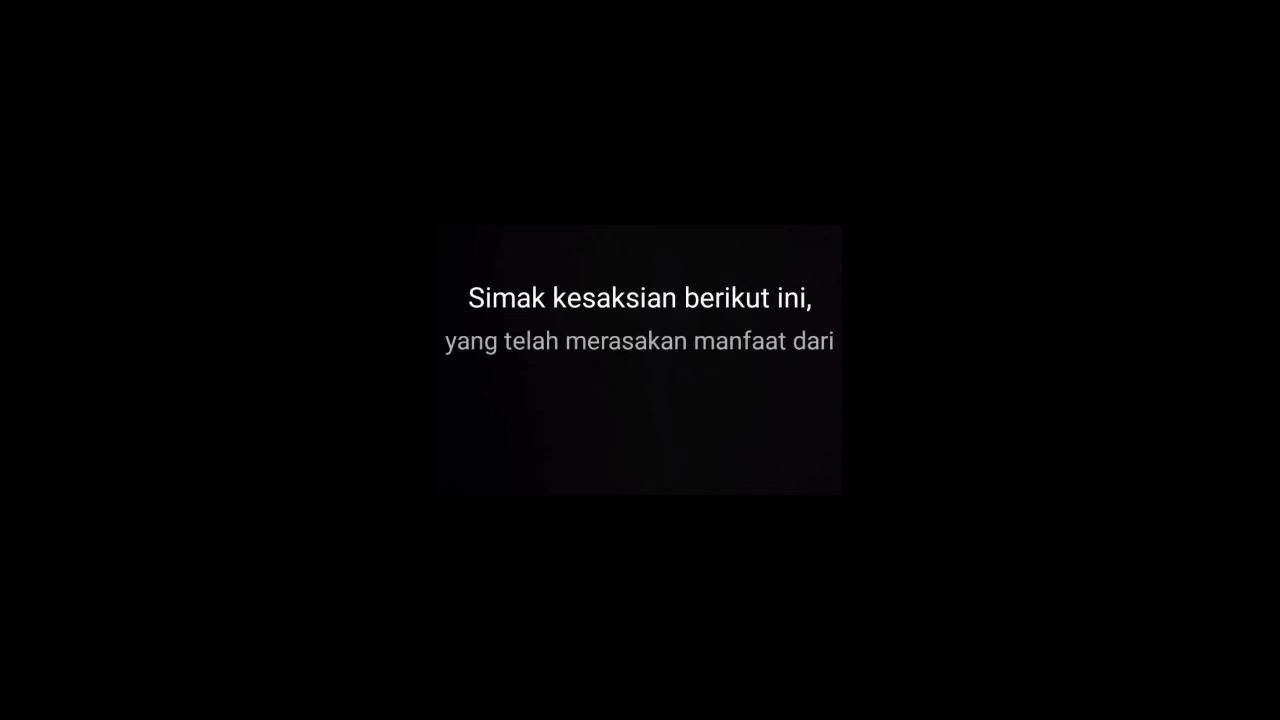 Simak kesaksian berikut ini,
yang telah merasakan manfaat dari